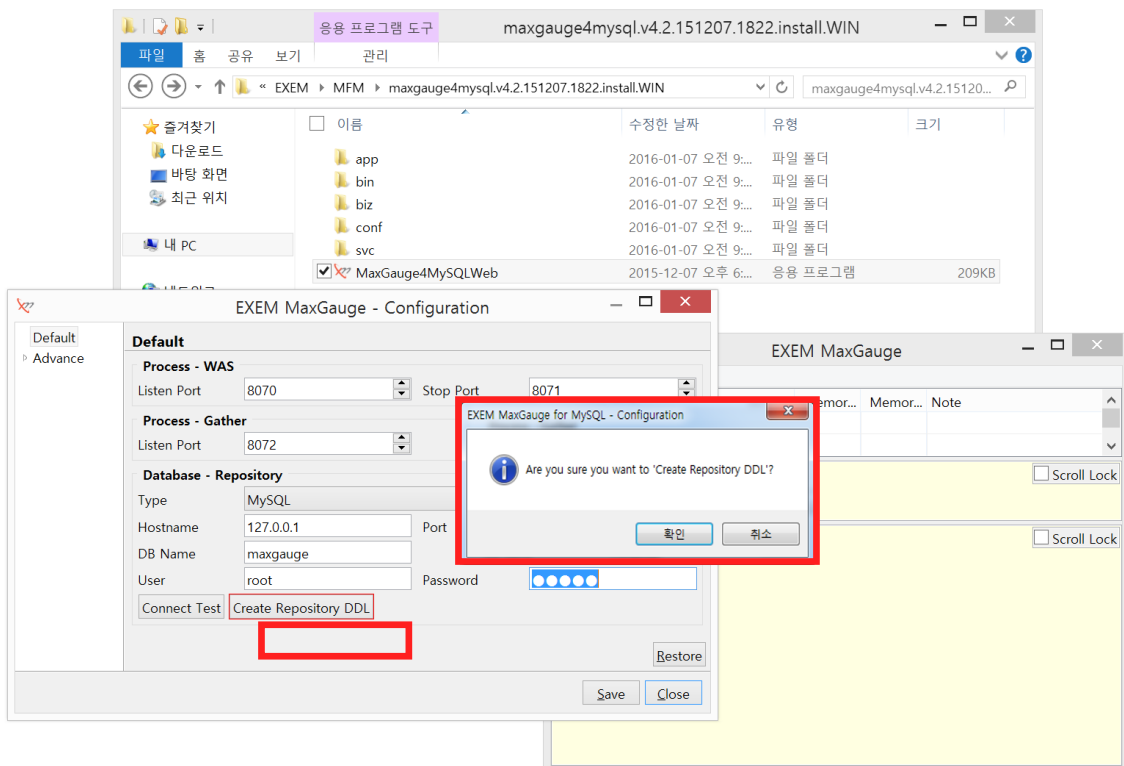 응용 프로그램 도구
maxgauge4mysql.v4.2.151207.1822.install.WIN
파일 홈 공유 보기 관리
« EXEM ▸ MFM ▸ maxgauge4mysql.v4.2.151207.1822.install.WIN
maxgauge4mysql.v4.2.15120...
즐겨찾기
다운로드
바탕 화면
최근 위치
내 PC
이름 수정한 날짜 유형 크기
app 2016-01-07 오전 9:... 파일 폴더
bin 2016-01-07 오전 9:... 파일 폴더
biz 2016-01-07 오전 9:... 파일 폴더
conf 2016-01-07 오전 9:... 파일 폴더
svc 2016-01-07 오전 9:... 파일 폴더
MaxGauge4MySQLWeb 2015-12-07 오후 6:... 응용 프로그램 209KB
EXEM MaxGauge - Configuration
Default
Advance
Default
Process - WAS
Listen Port 8070 Stop Port 8071
Process - Gather
Listen Port 8072
Database - Repository
Type MySQL
Hostname 127.0.0.1 Port
DB Name maxgauge
User root Password
Connect Test Create Repository DDL
Restore
Save Close
EXEM MaxGauge for MySQL - Configuration
Are you sure you want to 'Create Repository DDL'?
확인 취소
EXEM MaxGauge
Memor... Note
Scroll Lock
Scroll Lock